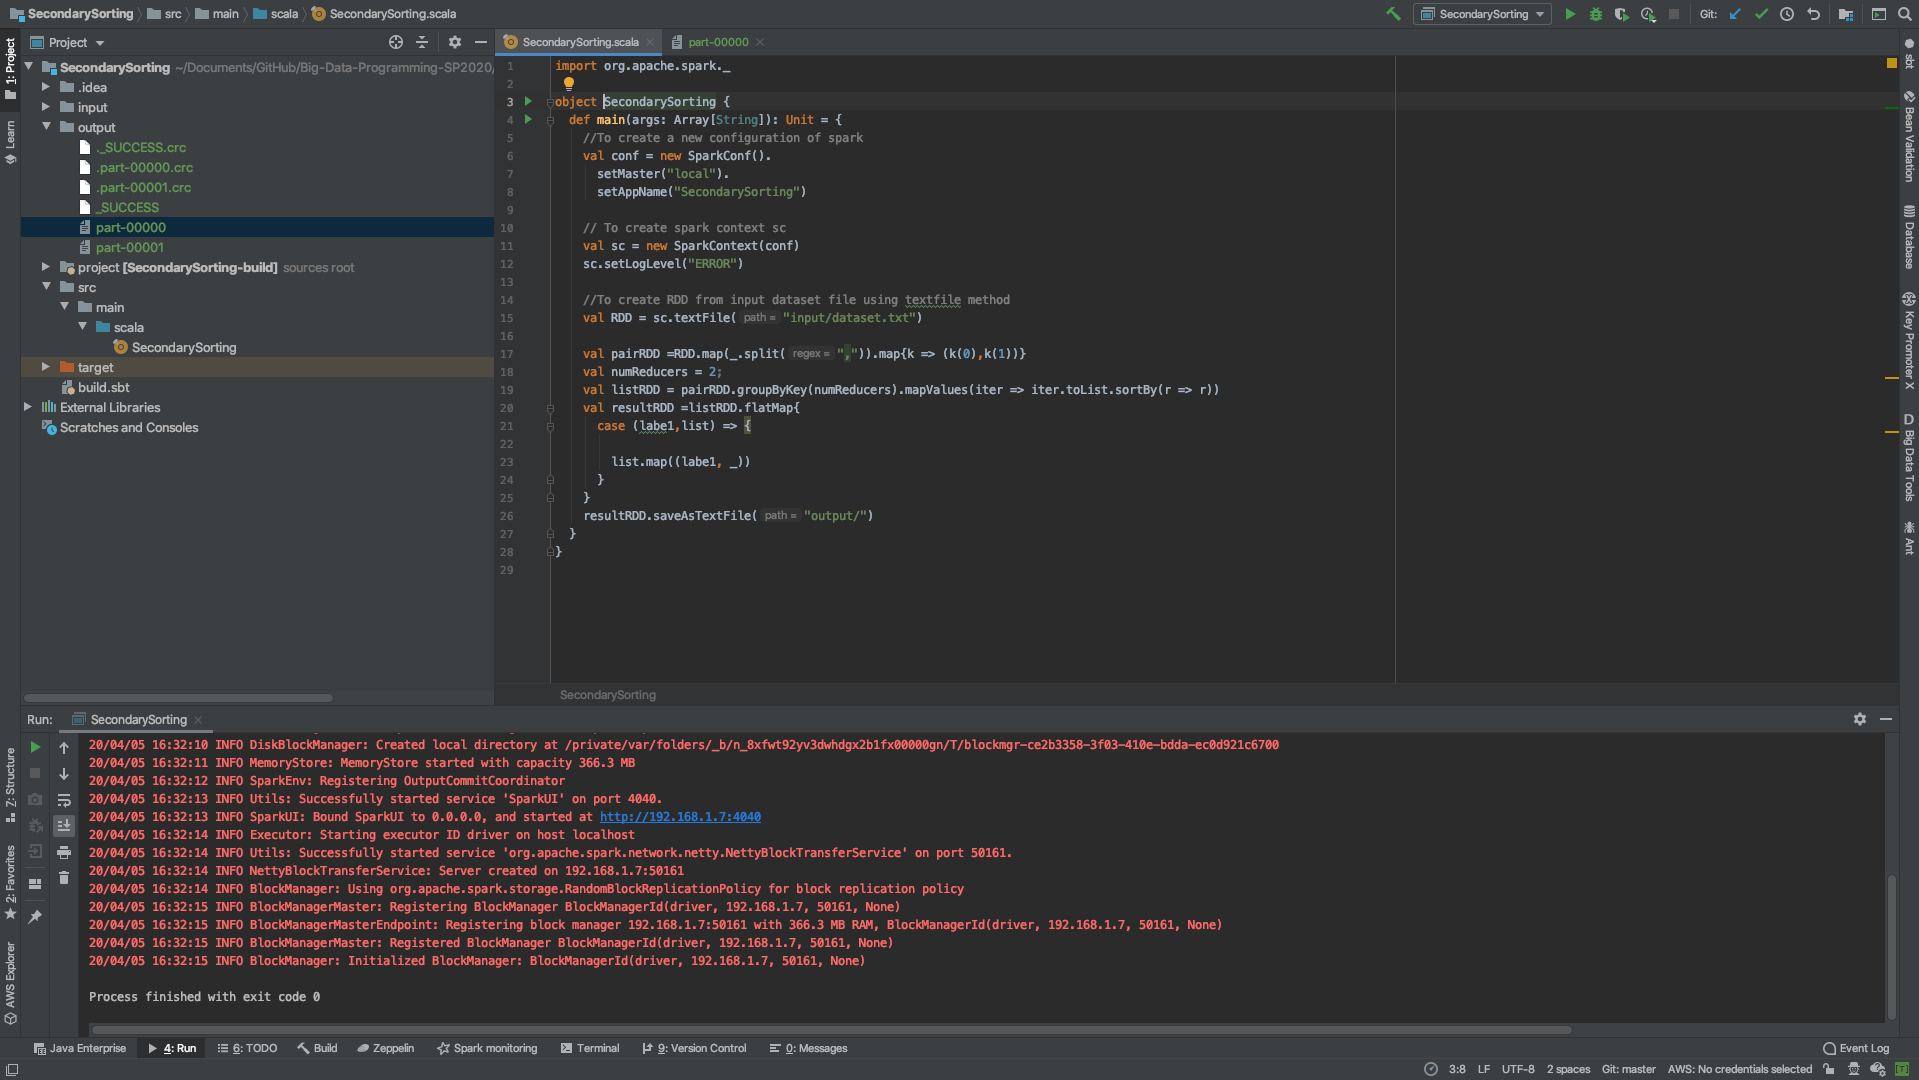 SecondarySorting src main scala SecondarySorting.scala
SecondarySorting Git:
Project
SecondarySorting.scala part-00000
1: Project
Learn
Z: Structure
2: Favorites
AWS Explorer
SecondarySorting ~/Documents/GitHub/Big-Data-Programming-SP2020/
.idea
input
output
._SUCCESS.crc
.part-00000.crc
.part-00001.crc
_SUCCESS
part-00000
part-00001
project [SecondarySorting-build] sources root
src
main
scala
SecondarySorting
target
build.sbt
External Libraries
Scratches and Consoles
1 import org.apache.spark._
2
3 object SecondarySorting {
4 def main(args: Array[String]): Unit = {
5 //To create a new configuration of spark
6 val conf = new SparkConf().
7 setMaster("local").
8 setAppName("SecondarySorting")
9
10 // To create spark context sc
11 val sc = new SparkContext(conf)
12 sc.setLogLevel("ERROR")
13
14 //To create RDD from input dataset file using textfile method
15 val RDD = sc.textFile( path = "input/dataset.txt")
16
17 val pairRDD =RDD.map(_.split( regex = ",")).map{k => (k(0),k(1))}
18 val numReducers = 2;
19 val listRDD = pairRDD.groupByKey(numReducers).mapValues(iter => iter.toList.sortBy(r => r))
20 val resultRDD =listRDD.flatMap{
21 case (labe1,list) => {
22
23 list.map((labe1, _))
24 }
25 }
26 resultRDD.saveAsTextFile( path = "output/")
27 }
28 }
29
SecondarySorting
sbt
Bean Validation
Database
Key Promoter X
D Big Data Tools
Ant
Run: SecondarySorting
20/04/05 16:32:10 INFO DiskBlockManager: Created local directory at /private/var/folders/_b/n_8xfwt92yv3dwhdgx2b1fx00000gn/T/blockmgr-ce2b3358-3f03-410e-bdda-ec0d921c6700
20/04/05 16:32:11 INFO MemoryStore: MemoryStore started with capacity 366.3 MB
20/04/05 16:32:12 INFO SparkEnv: Registering OutputCommitCoordinator
20/04/05 16:32:13 INFO Utils: Successfully started service 'SparkUI' on port 4040.
20/04/05 16:32:13 INFO SparkUI: Bound SparkUI to 0.0.0.0, and started at http://192.168.1.7:4040
20/04/05 16:32:14 INFO Executor: Starting executor ID driver on host localhost
20/04/05 16:32:14 INFO Utils: Successfully started service 'org.apache.spark.network.netty.NettyBlockTransferService' on port 50161.
20/04/05 16:32:14 INFO NettyBlockTransferService: Server created on 192.168.1.7:50161
20/04/05 16:32:14 INFO BlockManager: Using org.apache.spark.storage.RandomBlockReplicationPolicy for block replication policy
20/04/05 16:32:15 INFO BlockManagerMaster: Registering BlockManager BlockManagerId(driver, 192.168.1.7, 50161, None)
20/04/05 16:32:15 INFO BlockManagerMasterEndpoint: Registering block manager 192.168.1.7:50161 with 366.3 MB RAM, BlockManagerId(driver, 192.168.1.7, 50161, None)
20/04/05 16:32:15 INFO BlockManagerMaster: Registered BlockManager BlockManagerId(driver, 192.168.1.7, 50161, None)
20/04/05 16:32:15 INFO BlockManager: Initialized BlockManager: BlockManagerId(driver, 192.168.1.7, 50161, None)
Process finished with exit code 0
Java Enterprise 4: Run 6: TODO Build Zeppelin Spark monitoring Terminal 9: Version Control 0: Messages Event Log
3:8 LF UTF-8 2 spaces Git: master AWS: No credentials selected